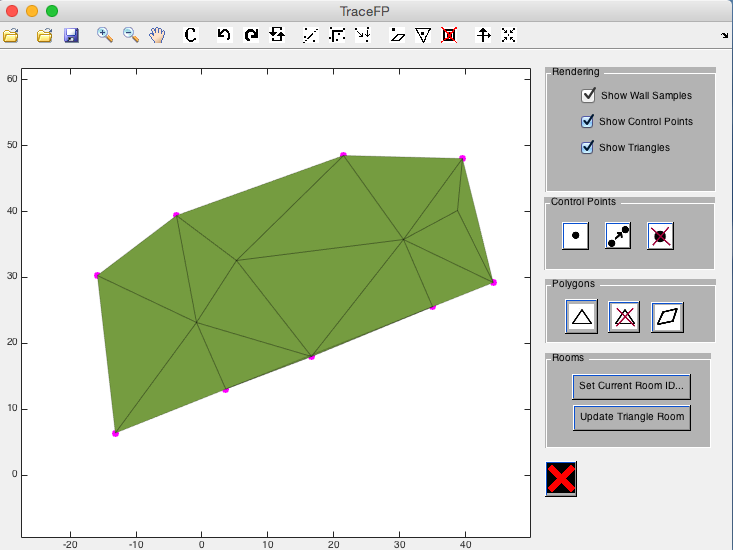 TraceFP
C
Rendering
Show Wall Samples
Show Control Points
Show Triangles
Control Points
Polygons
Rooms
Set Current Room ID...
Update Triangle Room
60
50
40
30
20
10
0
-20
-10
0
10
20
30
40